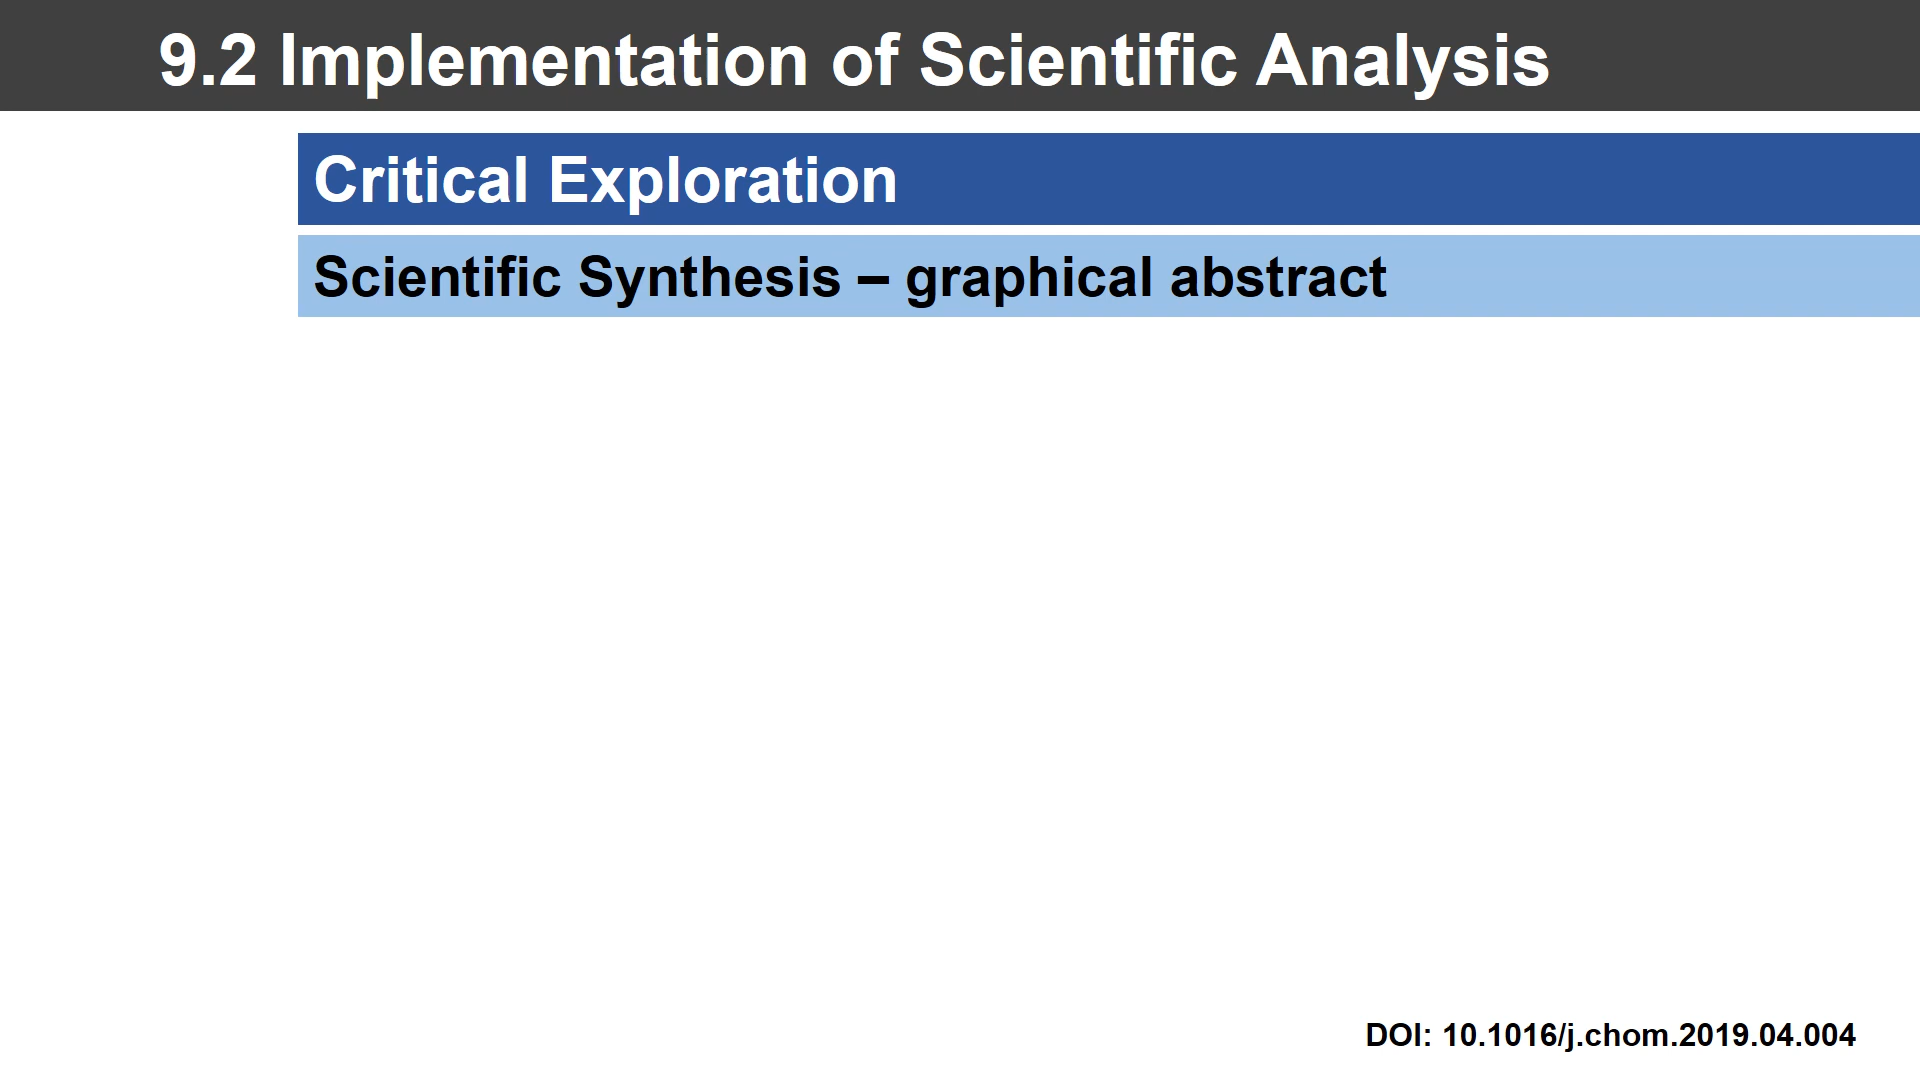 9.2 Implementation of Scientific Analysis
Critical Exploration
Scientific Synthesis – graphical abstract
DOI: 10.1016/j.chom.2019.04.004